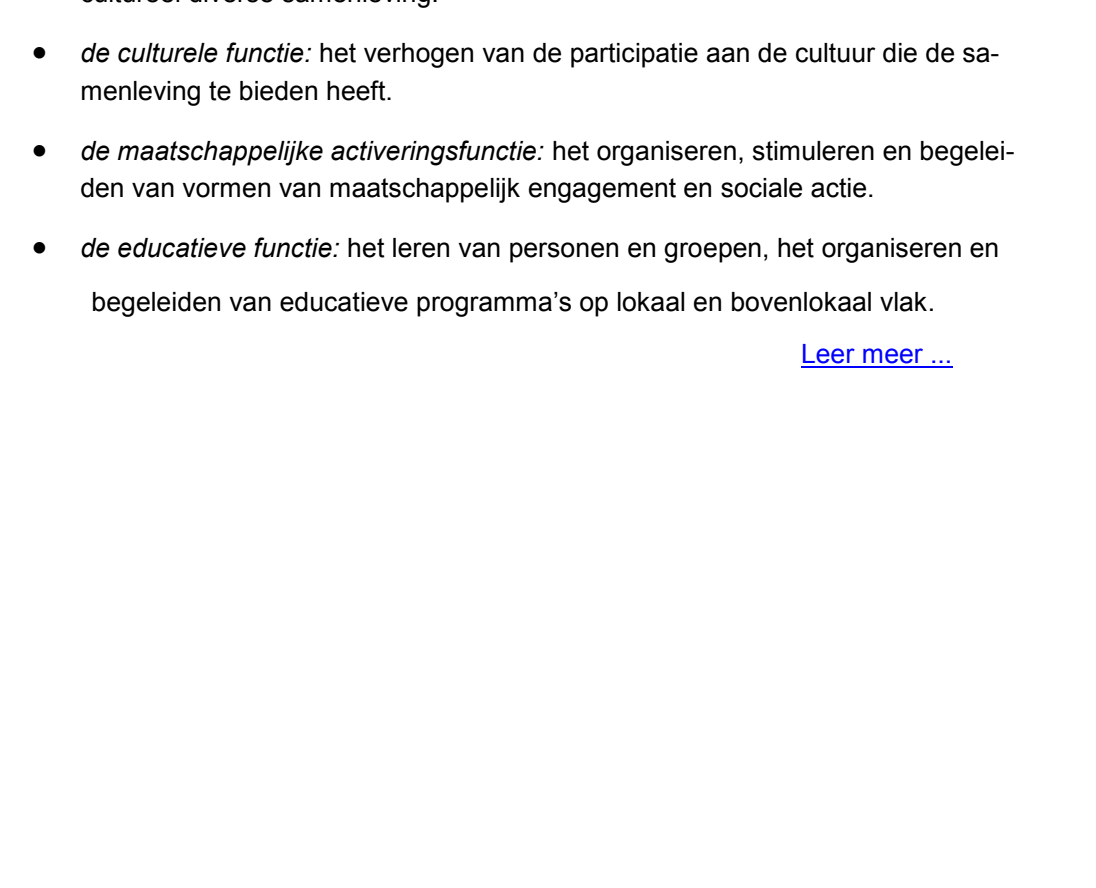 cultureel diverse samenleving.
• de culturele functie: het verhogen van de participatie aan de cultuur die de sa-
menleving te bieden heeft.
• de maatschappelijke activeringsfunctie: het organiseren, stimuleren en begelei-
den van vormen van maatschappelijk engagement en sociale actie.
• de educatieve functie: het leren van personen en groepen, het organiseren en
begeleiden van educatieve programma’s op lokaal en bovenlokaal vlak.
Leer meer ...